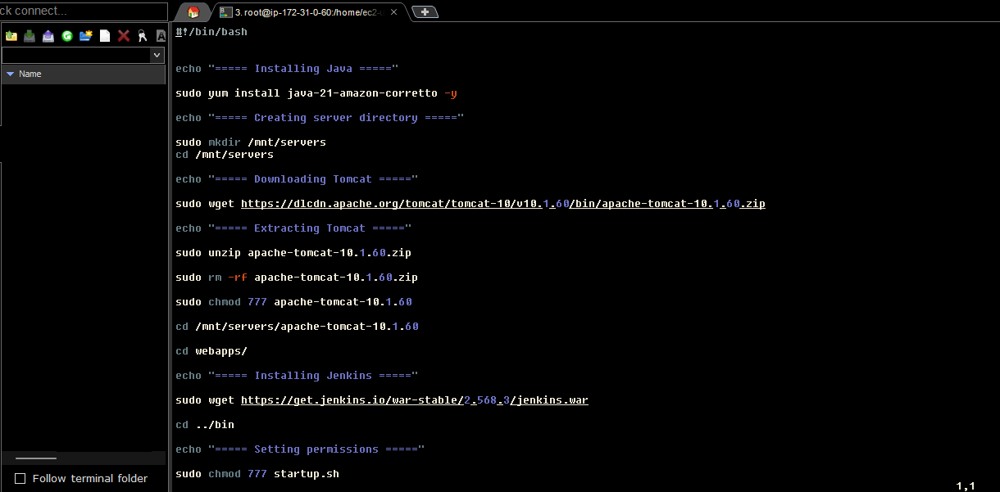 ck connect...
3. root@ip-172-31-0-60:/home/ec2-u
Name
#!/bin/bash
echo "===== Installing Java ====="
sudo yum install java-21-amazon-corretto -y
echo "===== Creating server directory ====="
sudo mkdir /mnt/servers
cd /mnt/servers
echo "===== Downloading Tomcat ====="
sudo wget https://dlcdn.apache.org/tomcat/tomcat-10/v10.1.60/bin/apache-tomcat-10.1.60.zip
echo "===== Extracting Tomcat ====="
sudo unzip apache-tomcat-10.1.60.zip
sudo rm -rf apache-tomcat-10.1.60.zip
sudo chmod 777 apache-tomcat-10.1.60
cd /mnt/servers/apache-tomcat-10.1.60
cd webapps/
echo "===== Installing Jenkins ====="
sudo wget https://get.jenkins.io/war-stable/2.568.3/jenkins.war
cd ../bin
echo "===== Setting permissions ====="
sudo chmod 777 startup.sh
Follow terminal folder
1,1